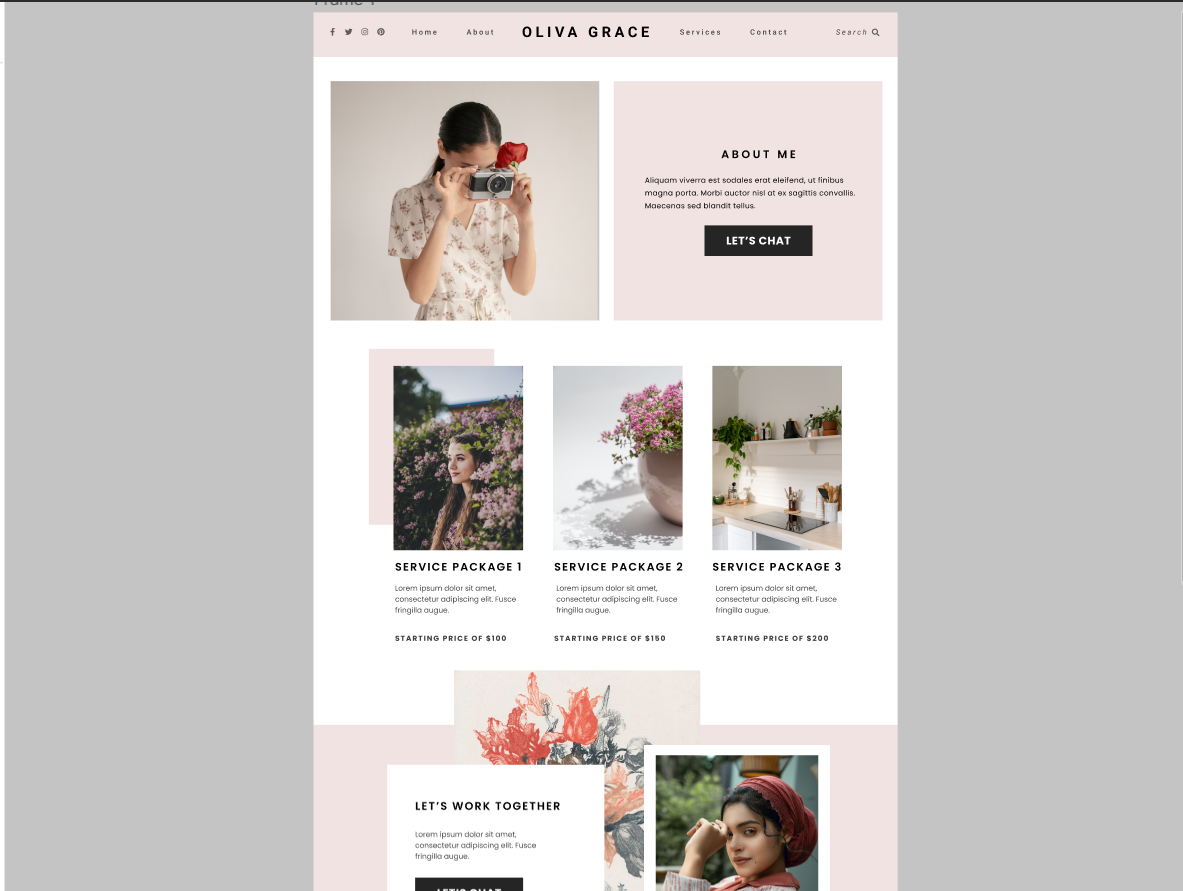 Frame 1
Home About OLIVA GRACE Services Contact Search
ABOUT ME
Aliquam viverra est sodales erat eleifend, ut finibus
magna porta. Morbi auctor nisl at ex sagittis convallis.
Maecenas sed blandit tellus.
LET'S CHAT
SERVICE PACKAGE 1
Lorem ipsum dolor sit amet,
consectetur adipiscing elit. Fusce
fringilla augue.
STARTING PRICE OF $100
SERVICE PACKAGE 2
Lorem ipsum dolor sit amet,
consectetur adipiscing elit. Fusce
fringilla augue.
STARTING PRICE OF $150
SERVICE PACKAGE 3
Lorem ipsum dolor sit amet,
consectetur adipiscing elit. Fusce
fringilla augue.
STARTING PRICE OF $200
LET'S WORK TOGETHER
Lorem ipsum dolor sit amet,
consectetur adipiscing elit. Fusce
fringilla augue.
LET'S CHAT